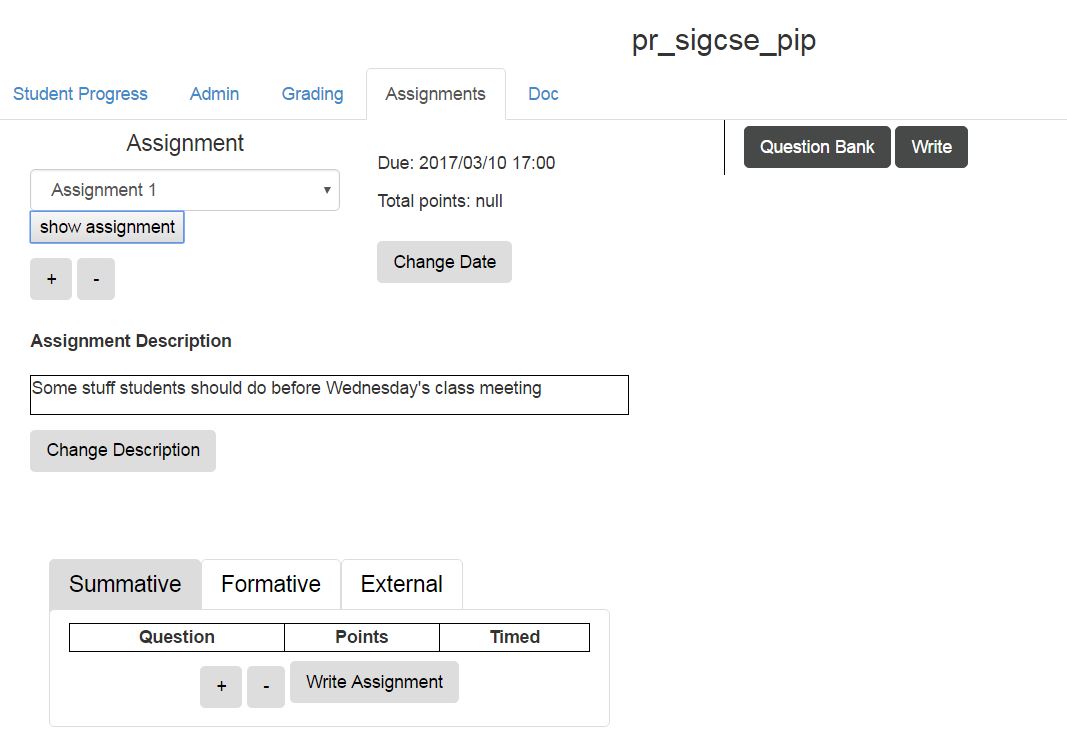 pr_sigcse_pip
Student Progress Admin Grading Assignments Doc
Assignment
Assignment 1
show assignment
+ -
Due: 2017/03/10 17:00
Total points: null
Change Date
Question Bank Write
Assignment Description
Some stuff students should do before Wednesday's class meeting
Change Description
Summative Formative External
Question Points Timed
+ - Write Assignment